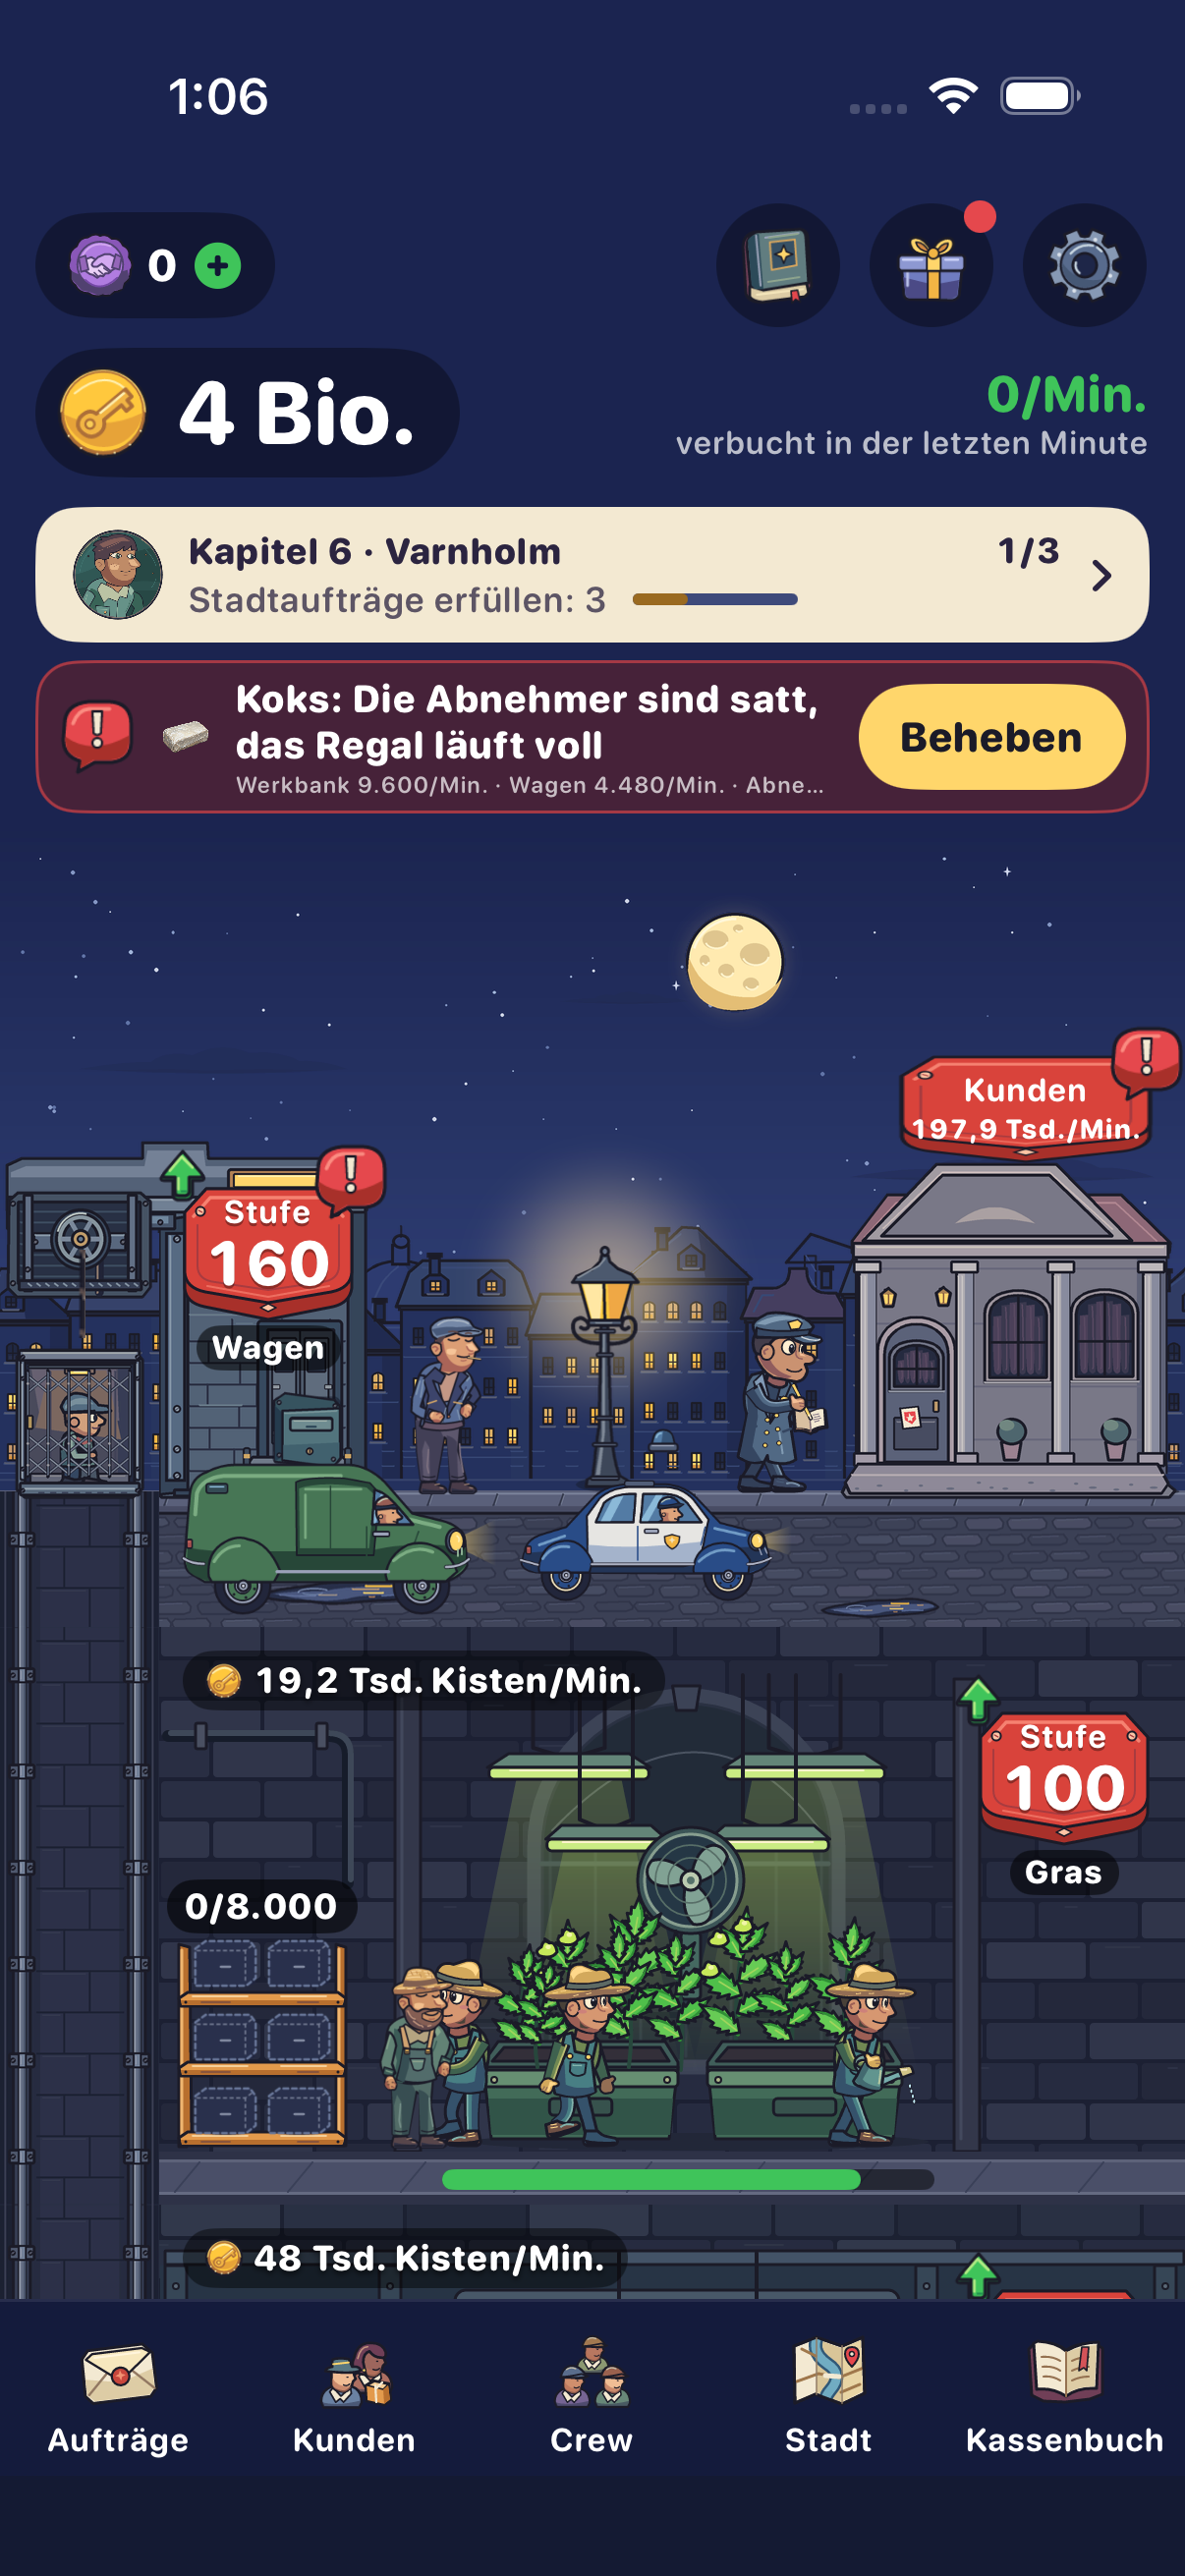 1:06
0
4 Bio.
0/Min.
verbucht in der letzten Minute
Kapitel 6 · Varnholm
1/3
Stadtaufträge erfüllen: 3
Koks: Die Abnehmer sind satt,
das Regal läuft voll
Werkbank 9.600/Min. · Wagen 4.480/Min. · Abne...
Beheben
Kunden
197,9 Tsd./Min.
Stufe
160
Wagen
19,2 Tsd. Kisten/Min.
Stufe
100
Gras
0/8.000
48 Tsd. Kisten/Min.
Aufträge
Kunden
Crew
Stadt
Kassenbuch